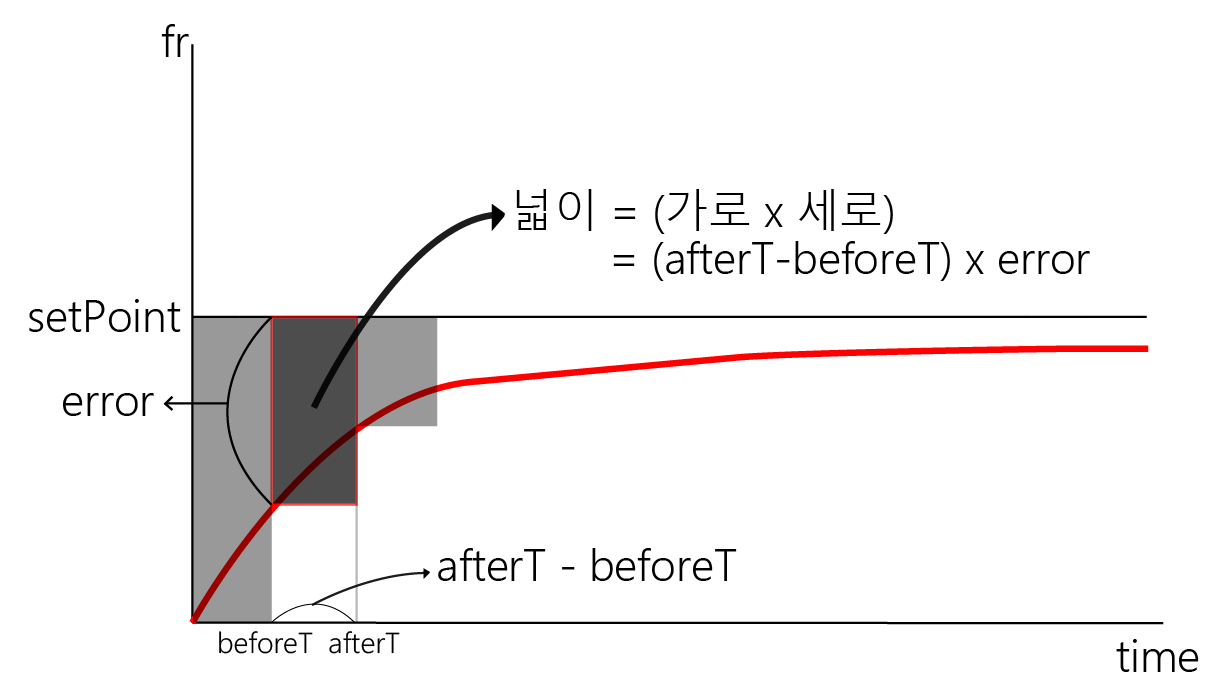 fr
넓이 = (가로 x 세로)
= (afterT-beforeT) x error
setPoint
error
afterT - beforeT
beforeT afterT
time